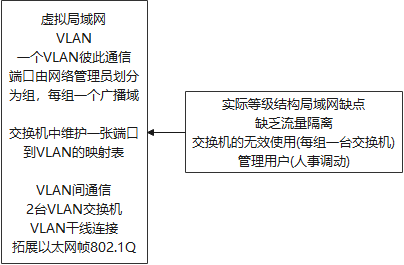 虚拟局域网
VLAN
一个VLAN彼此通信
端口由网络管理员划分
为组，每组一个广播域
交换机中维护一张端口
到VLAN的映射表
VLAN间通信
2台VLAN交换机
VLAN干线连接
拓展以太网帧802.1Q
实际等级结构局域网缺点
缺乏流量隔离
交换机的无效使用(每组一台交换机)
管理用户(人事调动)